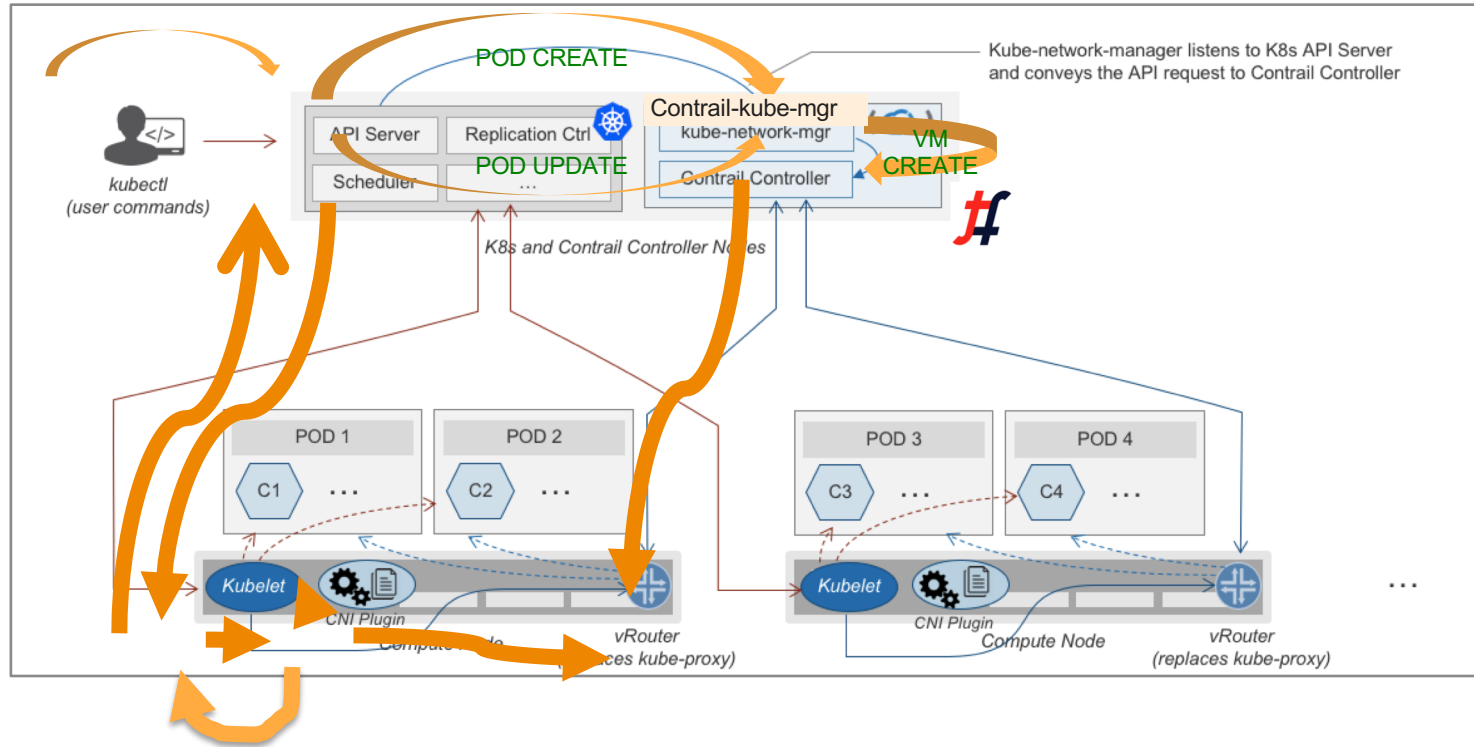 POD CREATE
Kube-network-manager listens to K8s API Server
and conveys the API request to Contrail Controller
Contrail-kube-mgr
API Server
Replication Ctrl
kube-network-mgr
VM
CREATE
</>
POD UPDATE
Scheduler
...
Contrail Controller
kubectl
(user commands)
K8s and Contrail Controller Nodes
POD 1
POD 2
POD 3
POD 4
C1
...
C2
...
C3
...
C4
...
Kubelet
CNI Plugin
Compute Node
vRouter
kube-proxy)
Kubelet
CNI Plugin
Compute Node
vRouter
(replaces kube-proxy)
...